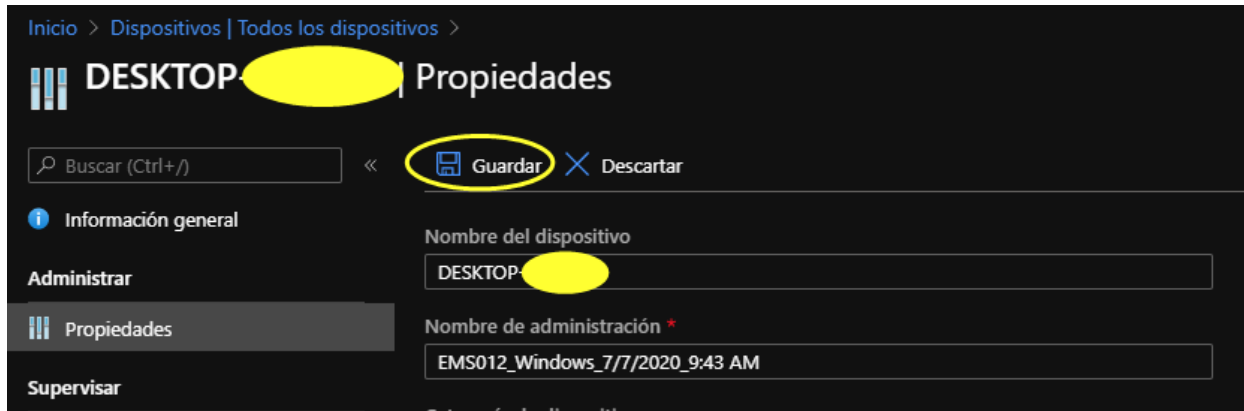 Inicio > Dispositivos | Todos los dispositivos >
DESKTOP- | Propiedades
Buscar (Ctrl+/)
«
Guardar
Descartar
Información general
Nombre del dispositivo
DESKTOP-
Administrar
Propiedades
Nombre de administración *
EMS012_Windows_7/7/2020_9:43 AM
Supervisar